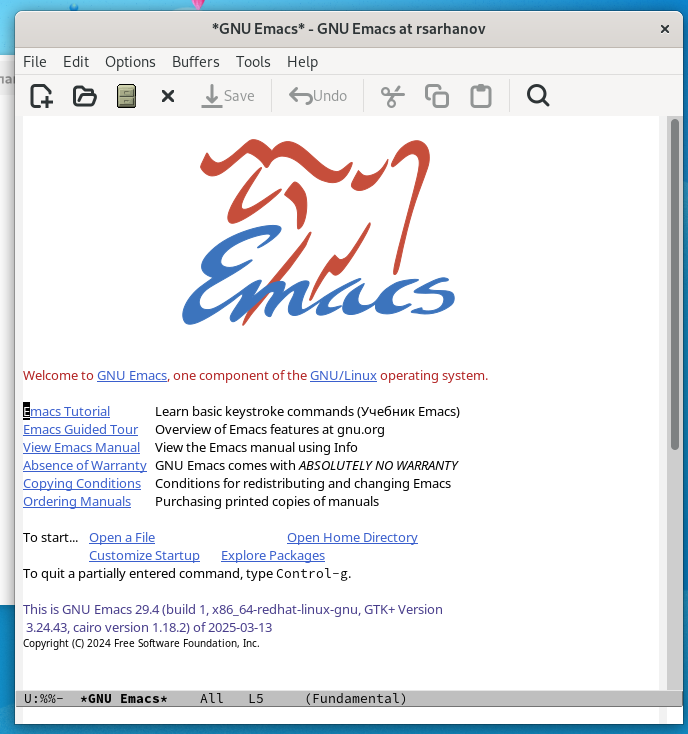 *GNU Emacs* - GNU Emacs at rsarhanov
File Edit Options Buffers Tools Help
Save Undo
Emacs
Welcome to GNU Emacs, one component of the GNU/Linux operating system.
Emacs Tutorial Learn basic keystroke commands (Учебник Emacs)
Emacs Guided Tour Overview of Emacs features at gnu.org
View Emacs Manual View the Emacs manual using Info
Absence of Warranty GNU Emacs comes with ABSOLUTELY NO WARRANTY
Copying Conditions Conditions for redistributing and changing Emacs
Ordering Manuals Purchasing printed copies of manuals
To start... Open a File Open Home Directory
Customize Startup Explore Packages
To quit a partially entered command, type Control-g.
This is GNU Emacs 29.4 (build 1, x86_64-redhat-linux-gnu, GTK+ Version
3.24.43, cairo version 1.18.2) of 2025-03-13
Copyright (C) 2024 Free Software Foundation, Inc.
U:%%- *GNU Emacs* All L5 (Fundamental)